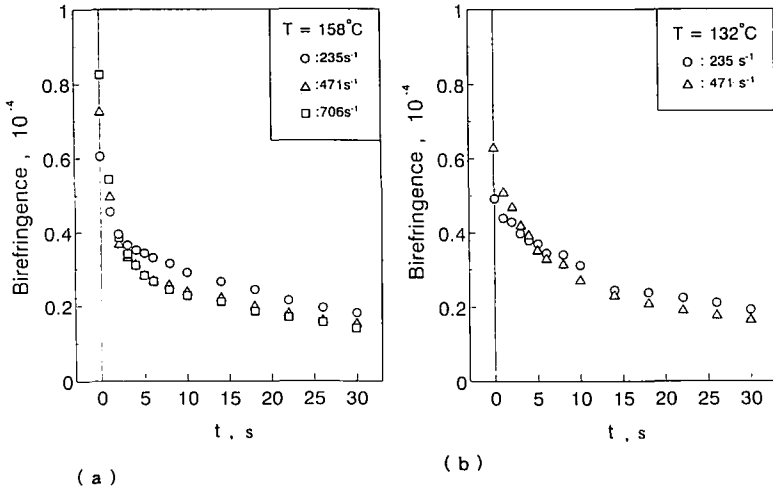 1
0.8
0.6
0.4
0.2
0
Birefringence , 10⁻⁴
T = 158°C
○ :235s⁻¹
△ :471s⁻¹
□ :706s⁻¹
0 5 10 15 20 25 30
t , s
( a )
1
0.8
0.6
0.4
0.2
0
Birefringence , 10⁻⁴
T = 132°C
○ : 235 s⁻¹
△ : 471 s⁻¹
0 5 10 15 20 25 30
t , s
( b )